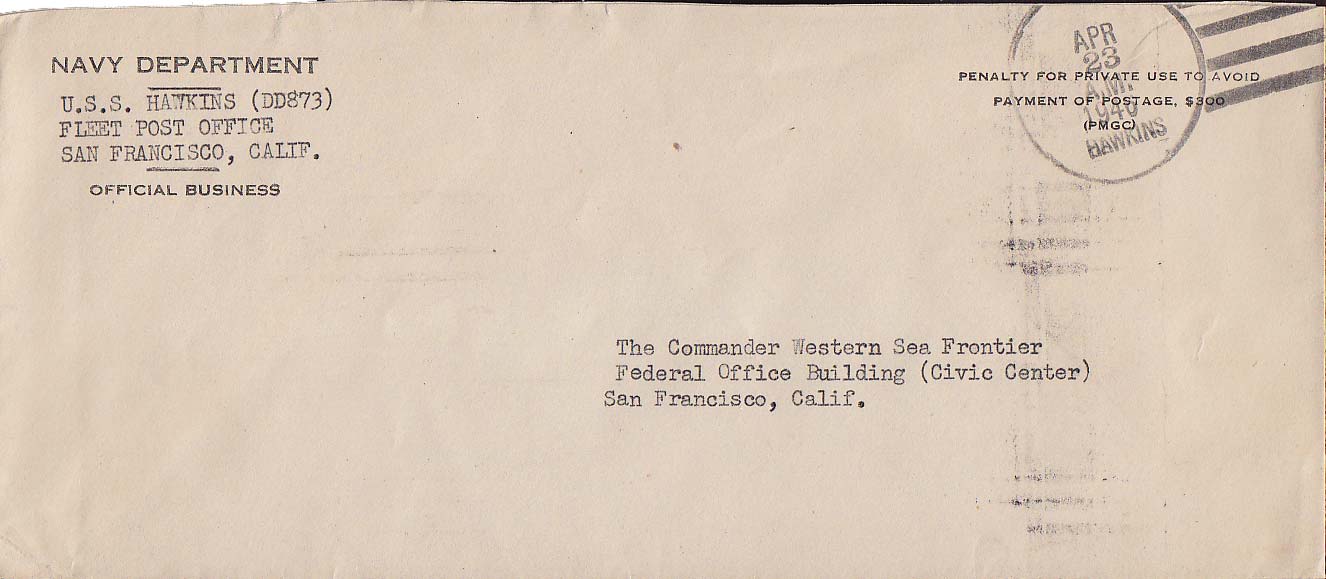 NAVY DEPARTMENT
U.S.S. HAWKINS (DD873)
FLEET POST OFFICE
SAN FRANCISCO, CALIF.
OFFICIAL BUSINESS
APR
23
A.M.
1946
HAWKINS
PENALTY FOR PRIVATE USE TO AVOID
PAYMENT OF POSTAGE, $300
(PMGC)
The Commander Western Sea Frontier
Federal Office Building (Civic Center)
San Francisco, Calif.